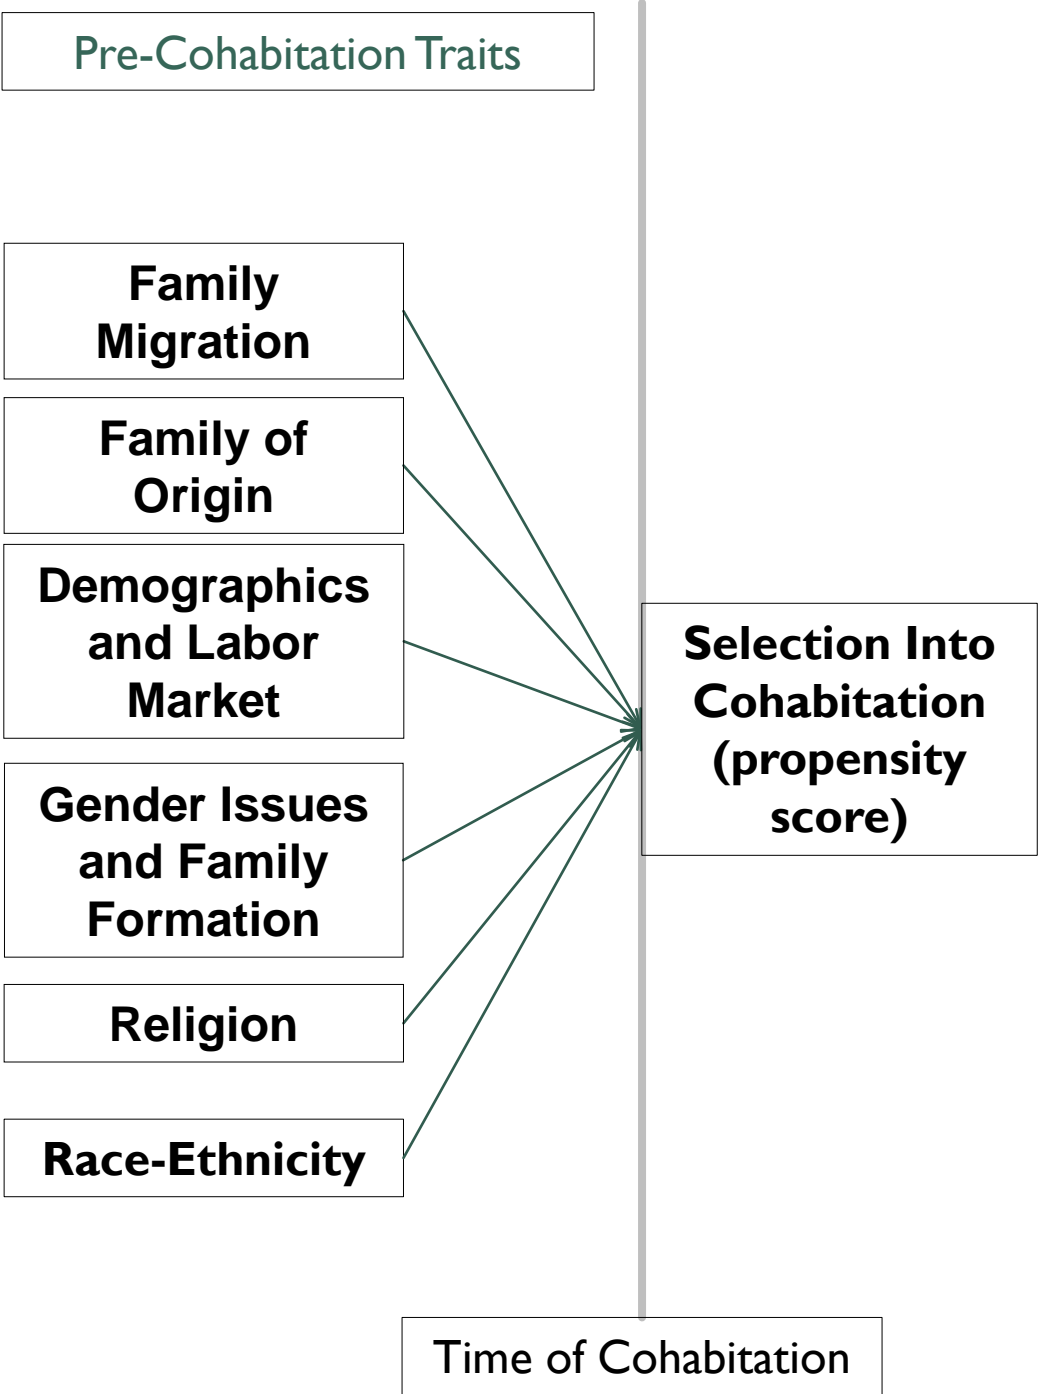 Pre-Cohabitation Traits
Family
Migration
Family of
Origin
Demographics
and Labor
Market
Gender Issues
and Family
Formation
Religion
Race-Ethnicity
Selection Into
Cohabitation
(propensity
score)
Time of Cohabitation